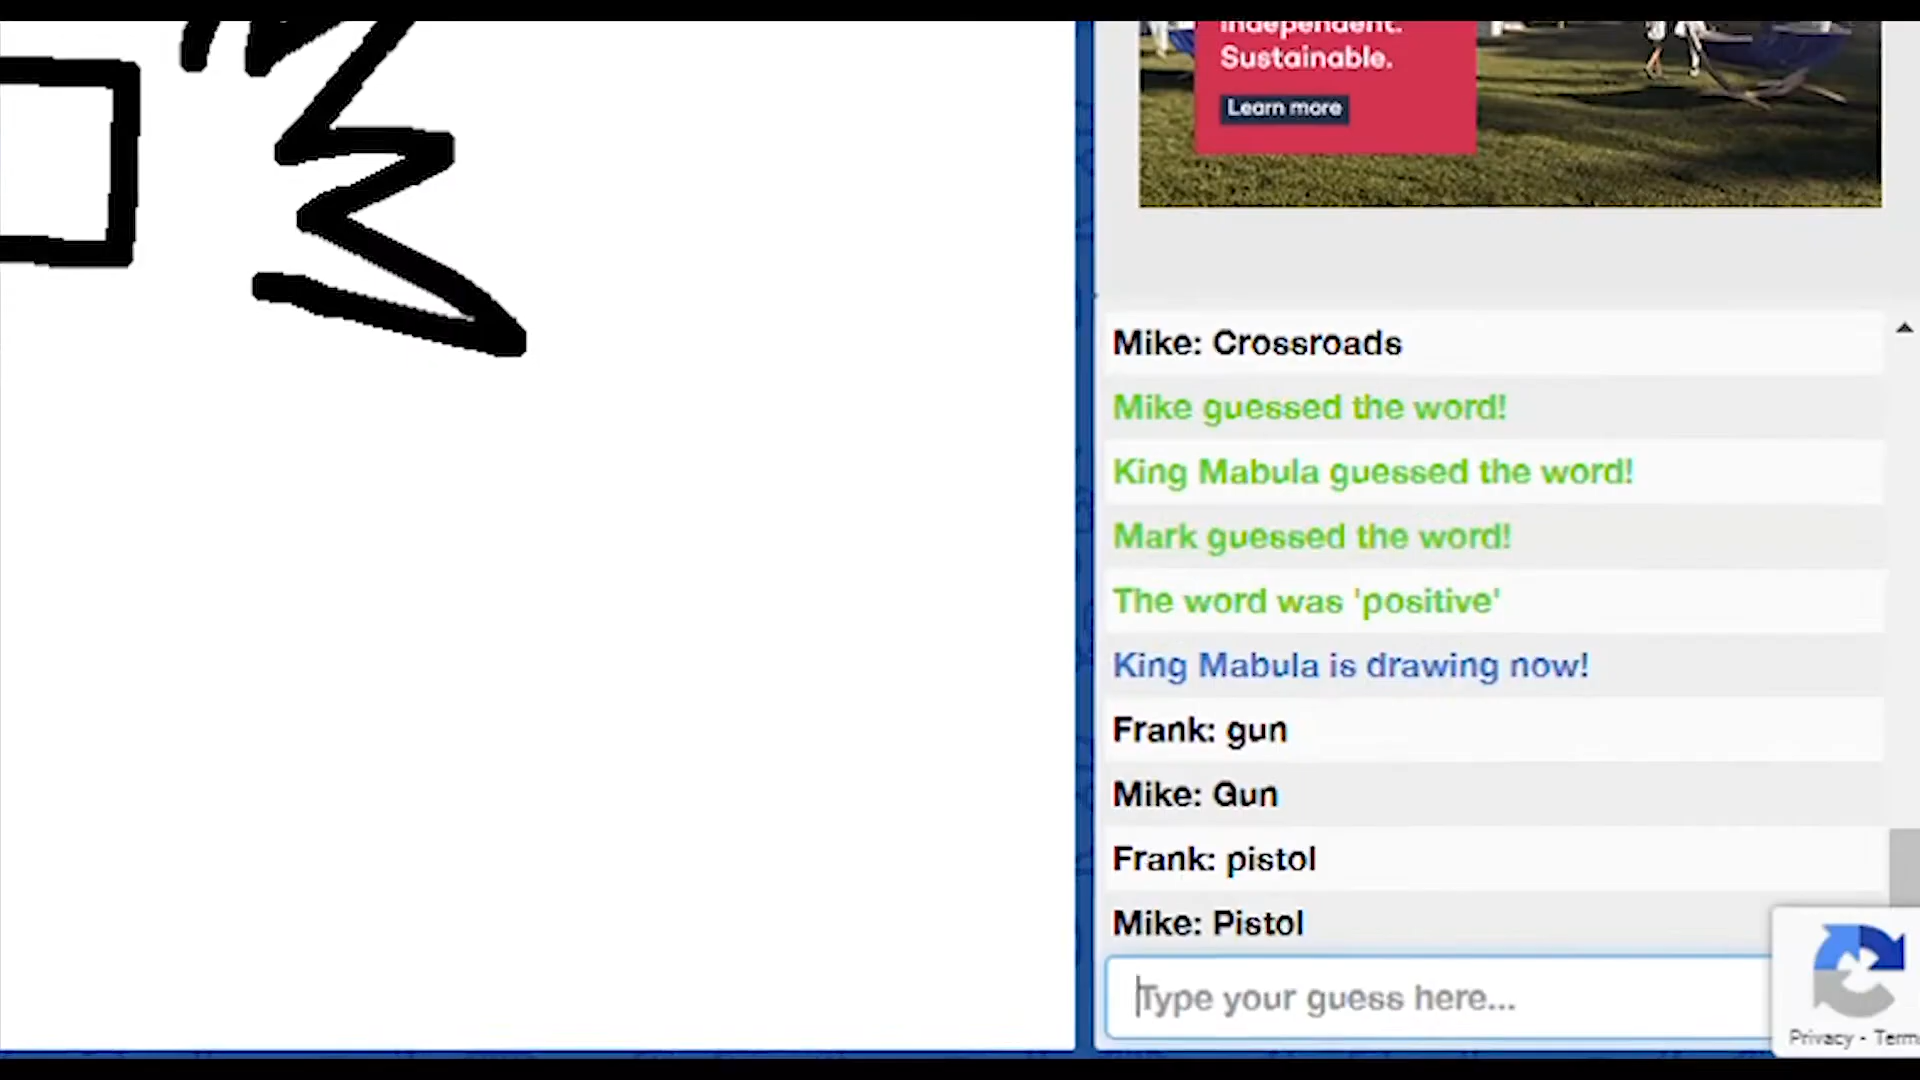 Independent.
Sustainable.
Learn more
Mike: Crossroads
Mike guessed the word!
King Mabula guessed the word!
Mark guessed the word!
The word was 'positive'
King Mabula is drawing now!
Frank: gun
Mike: Gun
Frank: pistol
Mike: Pistol
Type your guess here...
Privacy - Term